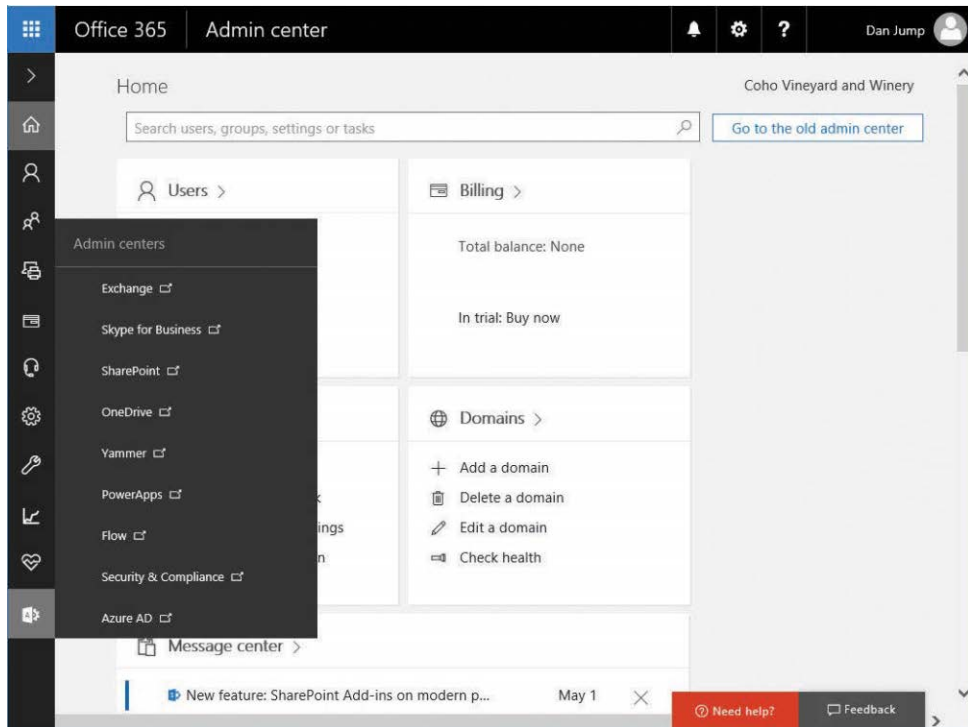 Office 365 Admin center Dan Jump
Home
Coho Vineyard and Winery
Search users, groups, settings or tasks
Go to the old admin center
Users
Billing
Total balance: None
In trial: Buy now
Admin centers
Exchange
Skype for Business
SharePoint
OneDrive
Yammer
PowerApps
Flow
Security & Compliance
Azure AD
ings
n
Domains
Add a domain
Delete a domain
Edit a domain
Check health
Message center
New feature: SharePoint Add-ins on modern p... May 1
Need help?
Feedback